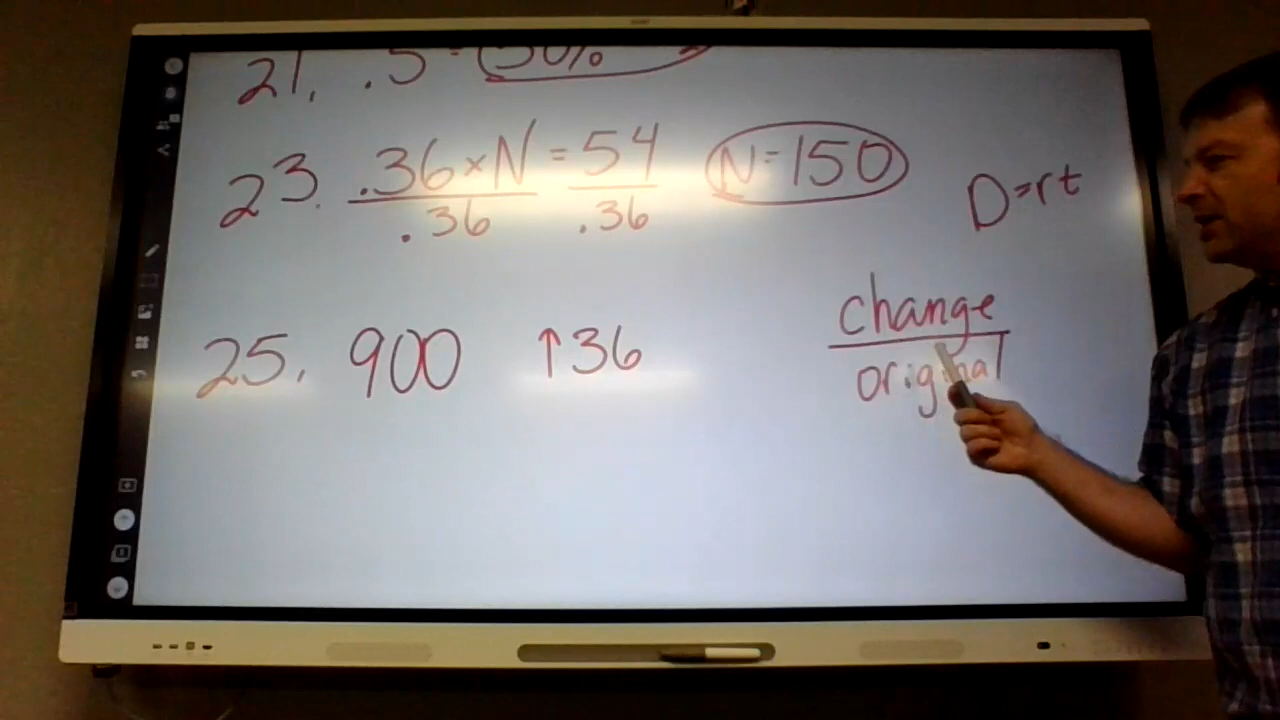 21. .5 = 50%
23. .36 × N = 54 N = 150
.36 .36
D = rt
25. 900 ↑36
change
original